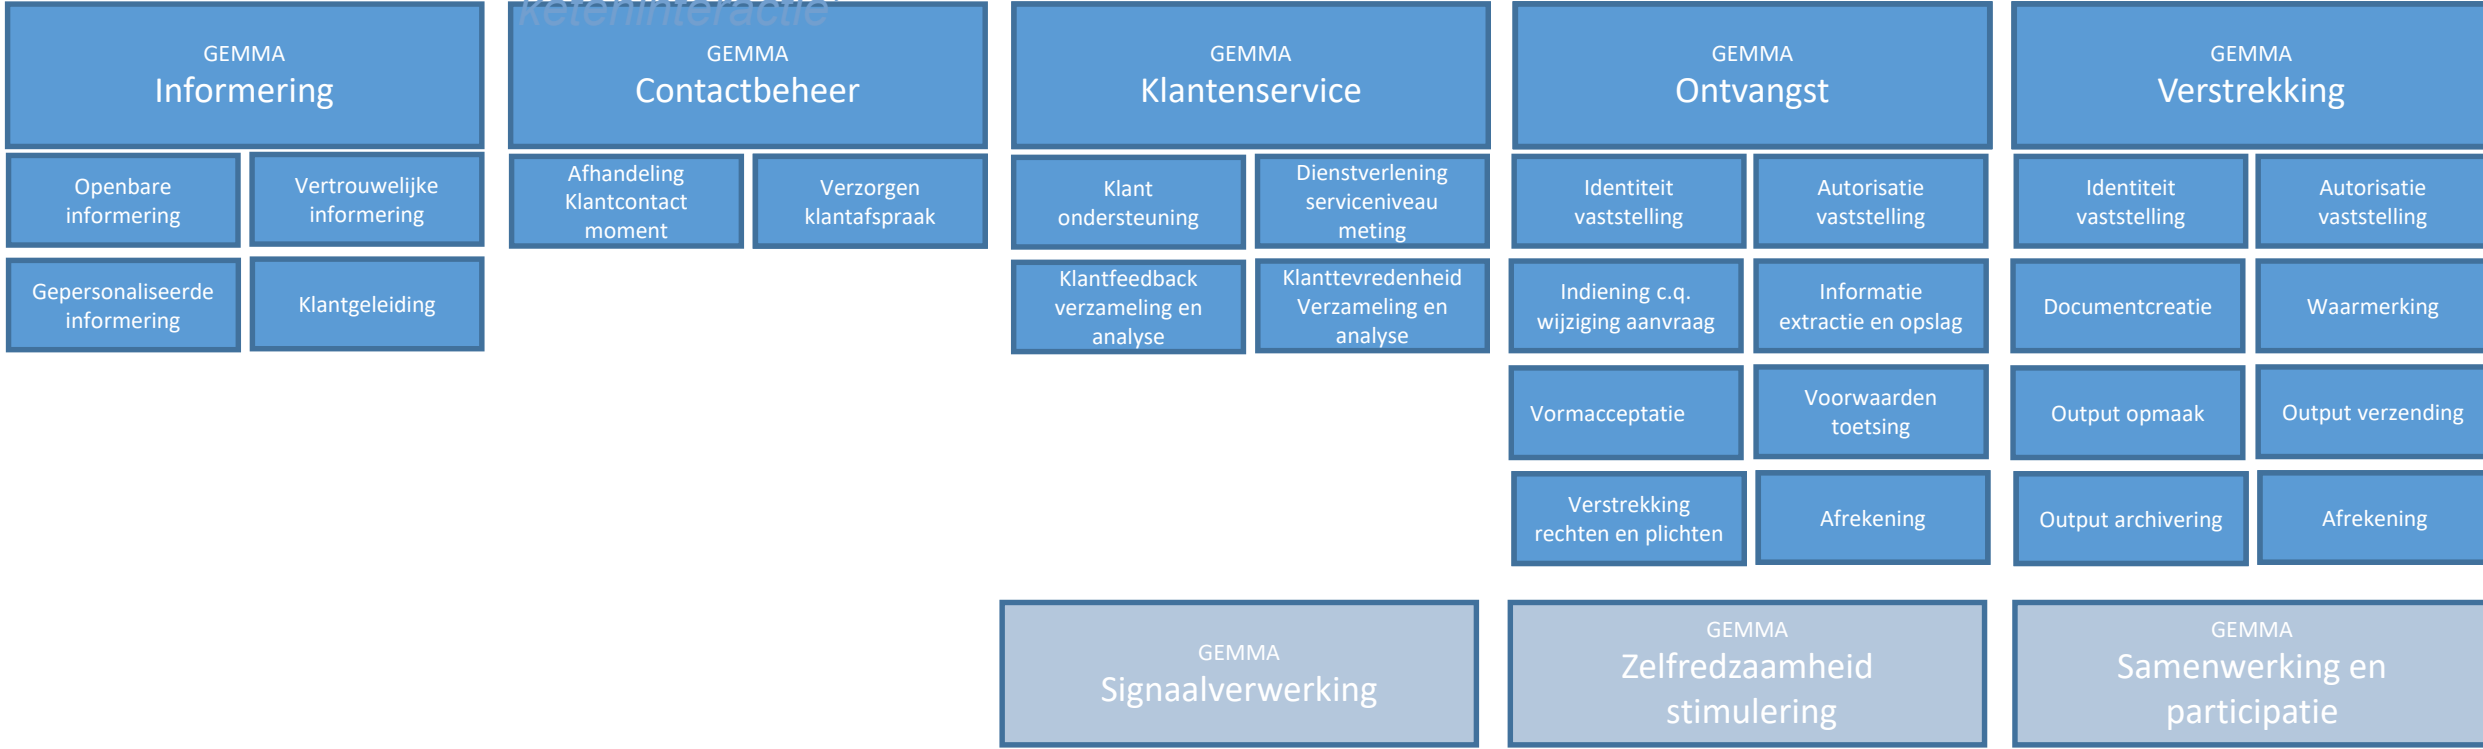 keteninteractie'
GEMMA
Informering
Openbare
informering
Vertrouwelijke
informering
Gepersonaliseerde
informering
Klantgeleiding
GEMMA
Contactbeheer
Afhandeling
Klantcontact
moment
Verzorgen
klantafspraak
GEMMA
Klantenservice
Klant
ondersteuning
Dienstverlening
serviceniveau
meting
Klantfeedback
verzameling en
analyse
Klanttevredenheid
Verzameling en
analyse
GEMMA
Ontvangst
Identiteit
vaststelling
Autorisatie
vaststelling
Indiening c.q.
wijziging aanvraag
Informatie
extractie en opslag
Vormacceptatie
Voorwaarden
toetsing
Verstrekking
rechten en plichten
Afrekening
GEMMA
Verstrekking
Identiteit
vaststelling
Autorisatie
vaststelling
Documentcreatie
Waarmerking
Output opmaak
Output verzending
Output archivering
Afrekening
GEMMA
Signaalverwerking
GEMMA
Zelfredzaamheid
stimulering
GEMMA
Samenwerking en
participatie